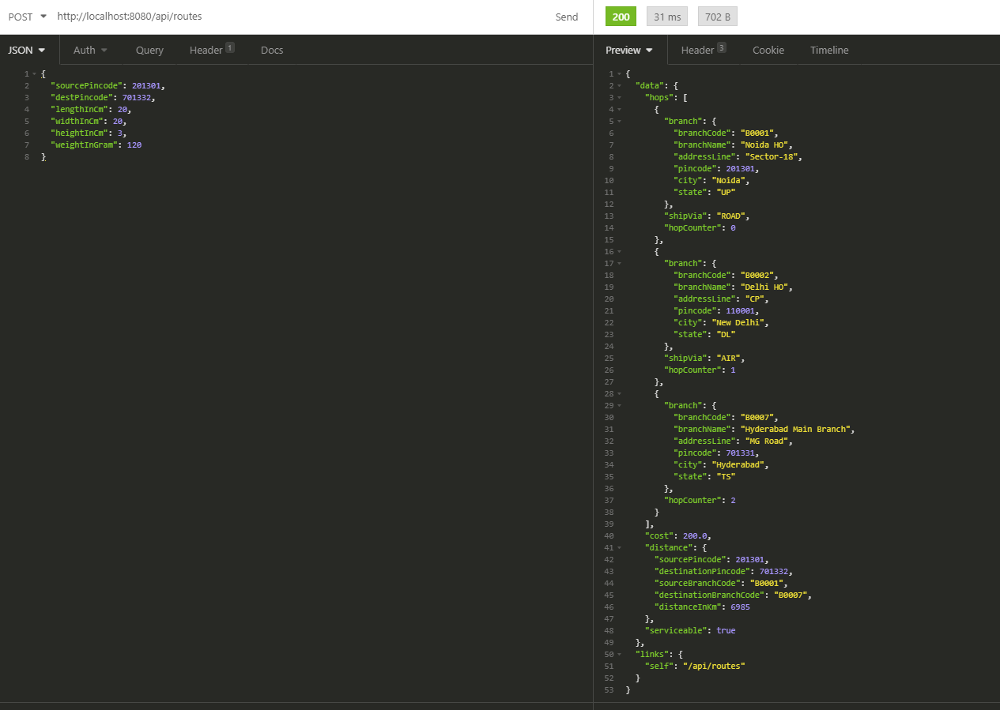 POST http://localhost:8080/api/routes Send
200 31 ms 702 B
JSON Auth Query Header 1 Docs
1 {
2 "sourcePincode": 201301,
3 "destPincode": 701332,
4 "lengthInCm": 20,
5 "widthInCm": 20,
6 "heightInCm": 3,
7 "weightInGram": 120
8 }
Preview Header 3 Cookie Timeline
1 {
2 "data": {
3 "hops": [
4 {
5 "branch": {
6 "branchCode": "B0001",
7 "branchName": "Noida HO",
8 "addressLine": "Sector-18",
9 "pincode": 201301,
10 "city": "Noida",
11 "state": "UP"
12 },
13 "shipVia": "ROAD",
14 "hopCounter": 0
15 },
16 {
17 "branch": {
18 "branchCode": "B0002",
19 "branchName": "Delhi HO",
20 "addressLine": "CP",
21 "pincode": 110001,
22 "city": "New Delhi",
23 "state": "DL"
24 },
25 "shipVia": "AIR",
26 "hopCounter": 1
27 },
28 {
29 "branch": {
30 "branchCode": "B0007",
31 "branchName": "Hyderabad Main Branch",
32 "addressLine": "MG Road",
33 "pincode": 701331,
34 "city": "Hyderabad",
35 "state": "TS"
36 },
37 "hopCounter": 2
38 }
39 ],
40 "cost": 200.0,
41 "distance": {
42 "sourcePincode": 201301,
43 "destinationPincode": 701332,
44 "sourceBranchCode": "B0001",
45 "destinationBranchCode": "B0007",
46 "distanceInKm": 6985
47 },
48 "serviceable": true
49 },
50 "links": {
51 "self": "/api/routes"
52 }
53 }